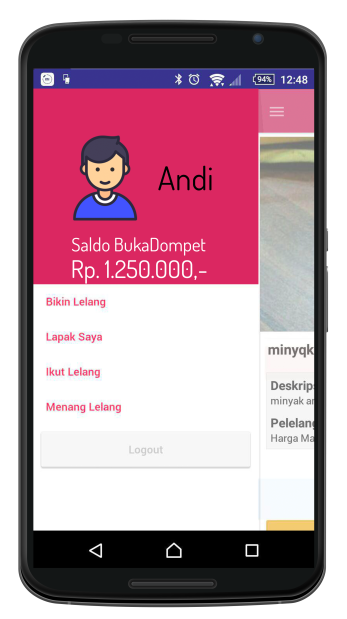 94% 12:48
Andi
Saldo BukaDompet
Rp. 1.250.000,-
Bikin Lelang
Lapak Saya
Ikut Lelang
Menang Lelang
Logout
minyqk
Deskrip
minyak ar
Pelelang
Harga Ma